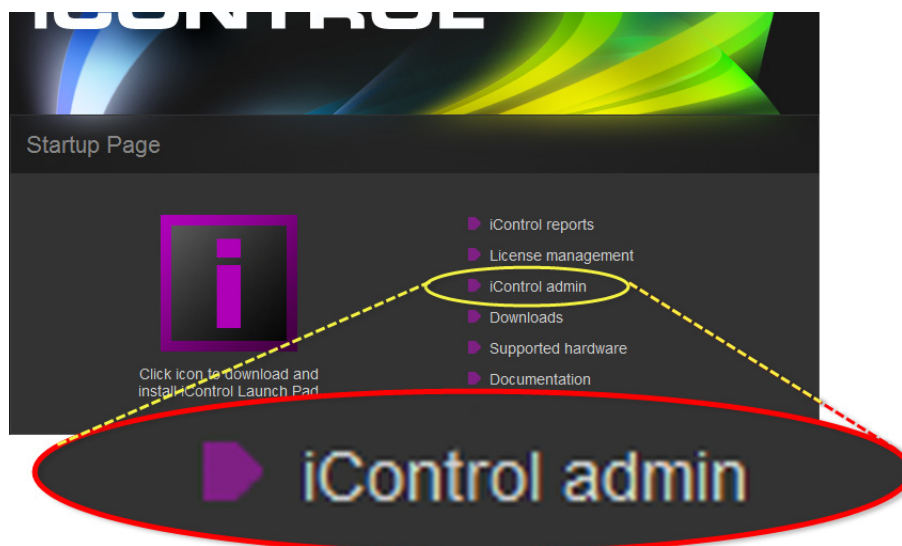 iCONTROL
Startup Page
iControl reports
License management
iControl admin
Downloads
Supported hardware
Documentation
i
Click icon to download and
install iControl Launch Pad
iControl admin